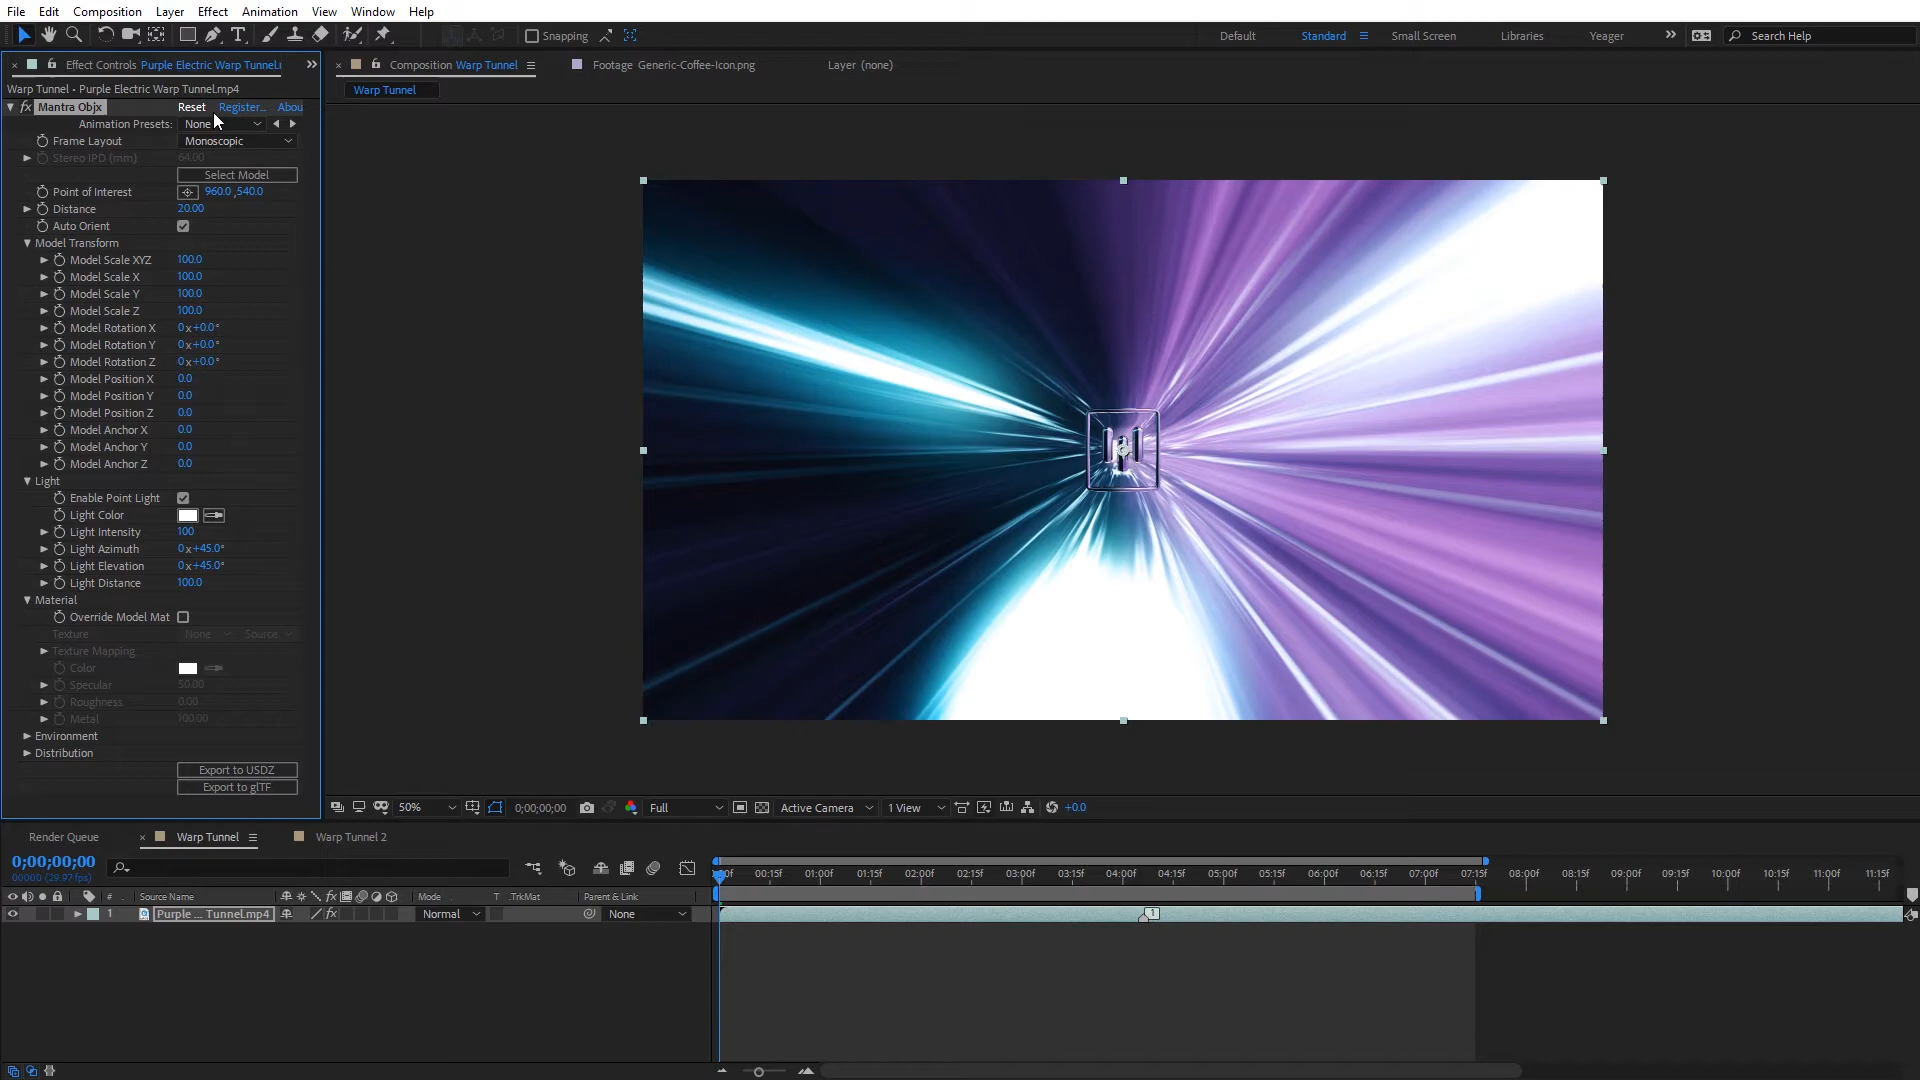 File Edit Composition Layer Effect Animation View Window Help
Snapping Default Standard Small Screen Libraries Yeager Search Help
Effect Controls Purple Electric Warp Tunnel.
Composition Warp Tunnel Footage Generic-Coffee-Icon.png Layer (none)
Warp Tunnel • Purple Electric Warp Tunnel.mp4
Warp Tunnel
fx Mantra Objx Reset Register... Abou
Animation Presets: None
Frame Layout Monoscopic
Stereo IPD (mm) 64.00
Select Model
Point of Interest 960.0 ,540.0
Distance 20.00
Auto Orient
Model Transform
Model Scale XYZ 100.0
Model Scale X 100.0
Model Scale Y 100.0
Model Scale Z 100.0
Model Rotation X 0x+0.0°
Model Rotation Y 0x+0.0°
Model Rotation Z 0x+0.0°
Model Position X 0.0
Model Position Y 0.0
Model Position Z 0.0
Model Anchor X 0.0
Model Anchor Y 0.0
Model Anchor Z 0.0
Light
Enable Point Light
Light Color
Light Intensity 100
Light Azimuth 0x+45.0°
Light Elevation 0x+45.0°
Light Distance 100.0
Material
Override Model Mat
Texture None Source
Texture Mapping
Color
Specular 50.00
Roughness 0.00
Metal 100.00
Environment
Distribution
Export to USDZ
Export to glTF
50% 0;00;00;00 Full Active Camera 1 View +0.0
Render Queue Warp Tunnel Warp Tunnel 2
0;00;00;00
00000 (29.97 fps)
00:15f 01:00f 01:15f 02:00f 02:15f 03:00f 03:15f 04:00f 04:15f 05:00f 05:15f 06:00f 06:15f 07:00f 07:15f 08:00f 08:15f 09:00f 09:15f 10:00f 10:15f 11:00f 11:15f
# Source Name fx Mode T .TrkMat Parent & Link
1 Purple ... Tunnel.mp4 fx Normal None 1